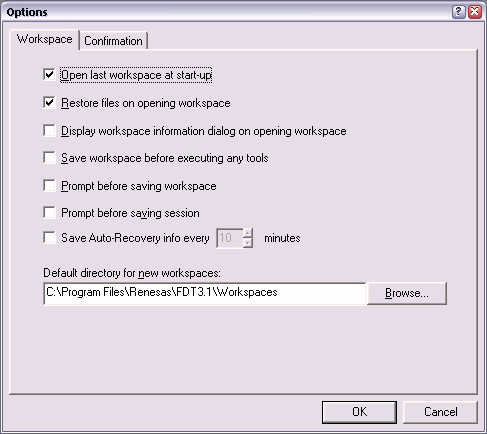 Options
Workspace
Confirmation
Open last workspace at start-up
Restore files on opening workspace
Display workspace information dialog on opening workspace
Save workspace before executing any tools
Prompt before saving workspace
Prompt before saving session
Save Auto-Recovery info every 10 minutes
Default directory for new workspaces:
C:\Program Files\Renesas\FDT3.1\Workspaces
Browse...
OK
Cancel